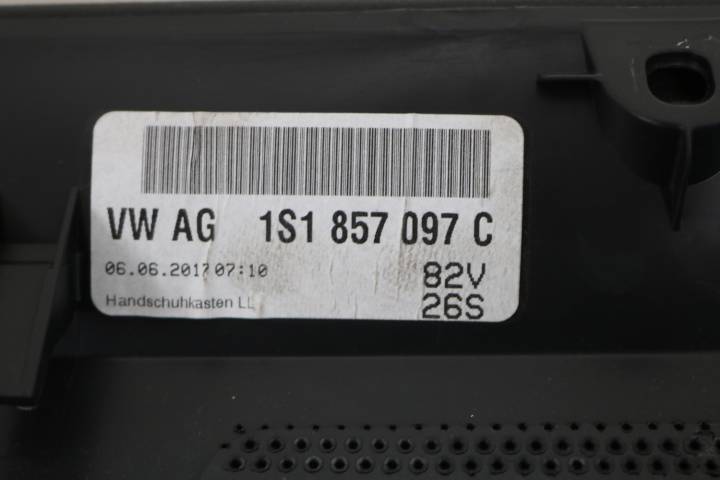 VW AG 1S1 857 097 C
06.06.2017 07:10 82V
Handschuhkasten LL 26S